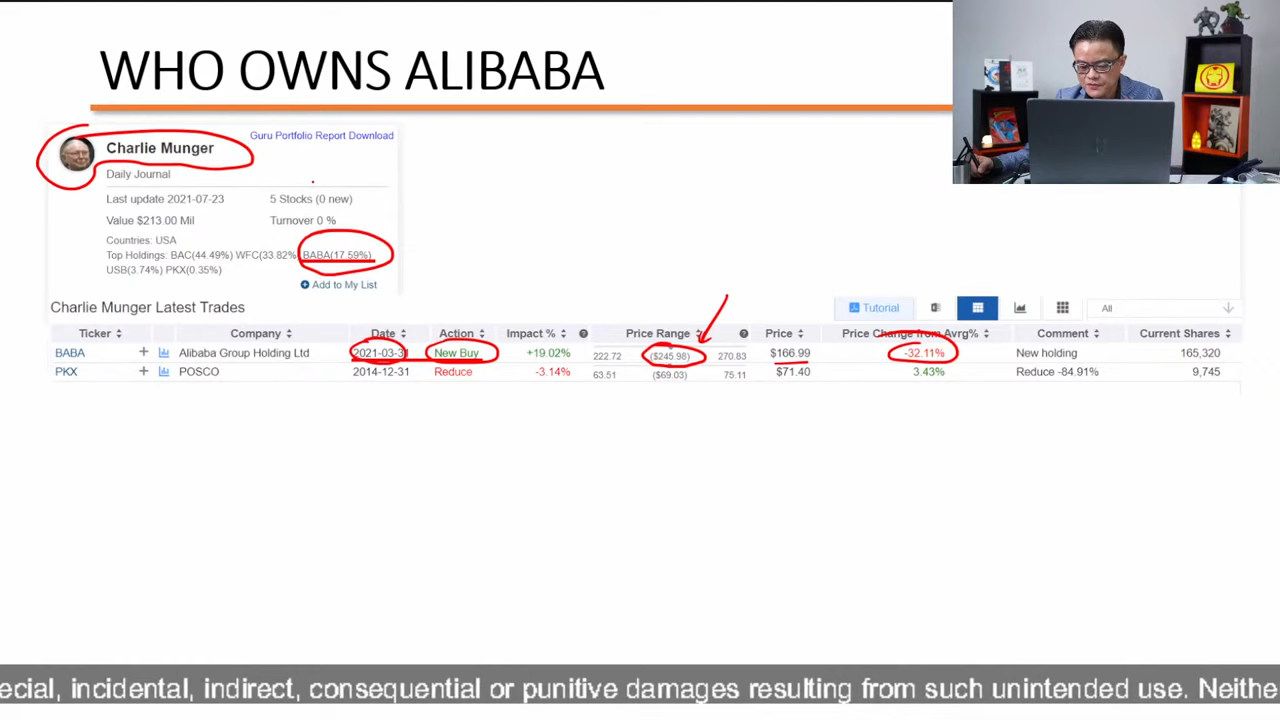 WHO OWNS ALIBABA
Guru Portfolio Report Download
Charlie Munger
Daily Journal
Last update 2021-07-23 5 Stocks (0 new)
Value $213.00 Mil Turnover 0 %
Countries: USA
Top Holdings: BAC(44.49%) WFC(33.82% BABA(17.59%)
USB(3.74%) PKX(0.35%)
Add to My List
Charlie Munger Latest Trades Tutorial All
Ticker Company Date Action Impact % Price Range Price Price Change from Avrg% Comment Current Shares
BABA + Alibaba Group Holding Ltd 2021-03-31 New Buy +19.02% 222.72 ($245.98) 270.83 $166.99 -32.11% New holding 165,320
PKX + POSCO 2014-12-31 Reduce -3.14% 63.51 ($69.03) 75.11 $71.40 3.43% Reduce -84.91% 9,745
ecial, incidental, indirect, consequential or punitive damages resulting from such unintended use. Neithe